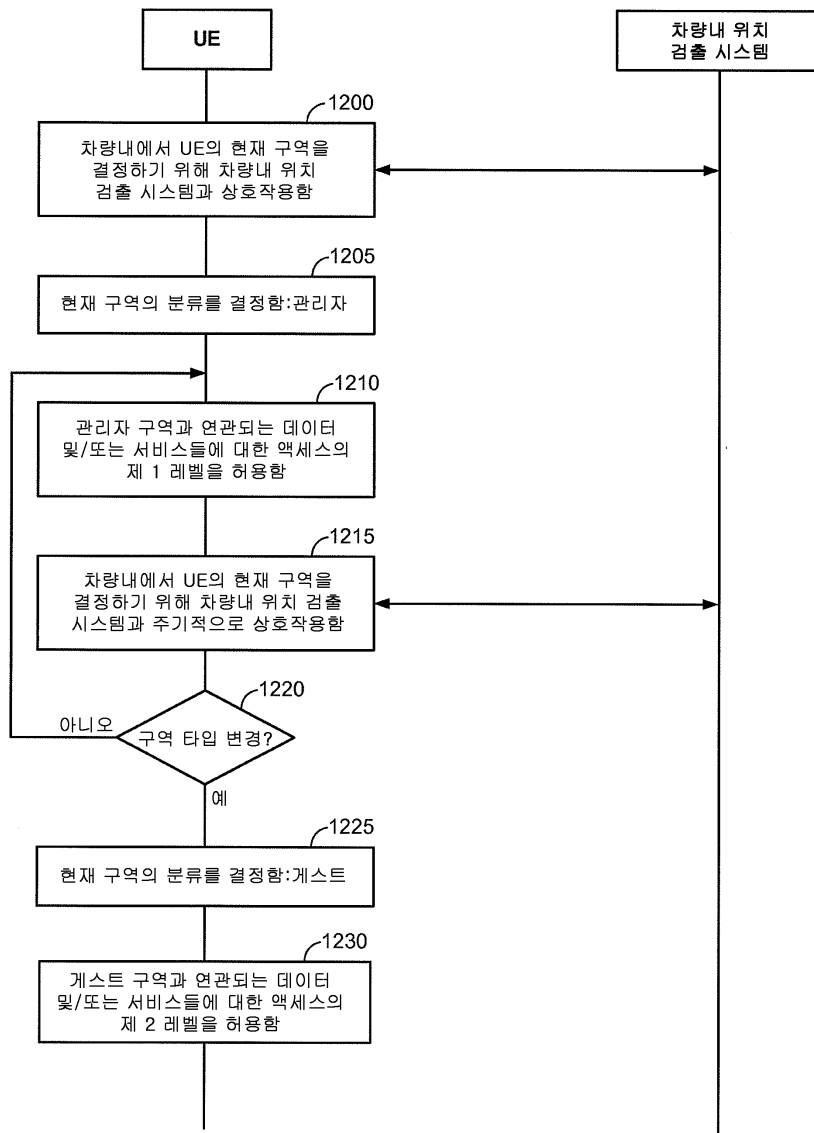 UE
차량내 위치
검출 시스템
1200
차량내에서 UE의 현재 구역을
결정하기 위해 차량내 위치
검출 시스템과 상호작용함
1205
현재 구역의 분류를 결정함:관리자
1210
관리자 구역과 연관되는 데이터
및/또는 서비스들에 대한 액세스의
제 1 레벨을 허용함
1215
차량내에서 UE의 현재 구역을
결정하기 위해 차량내 위치 검출
시스템과 주기적으로 상호작용함
1220
아니오
구역 타입 변경?
예
1225
현재 구역의 분류를 결정함:게스트
1230
게스트 구역과 연관되는 데이터
및/또는 서비스들에 대한 액세스의
제 2 레벨을 허용함